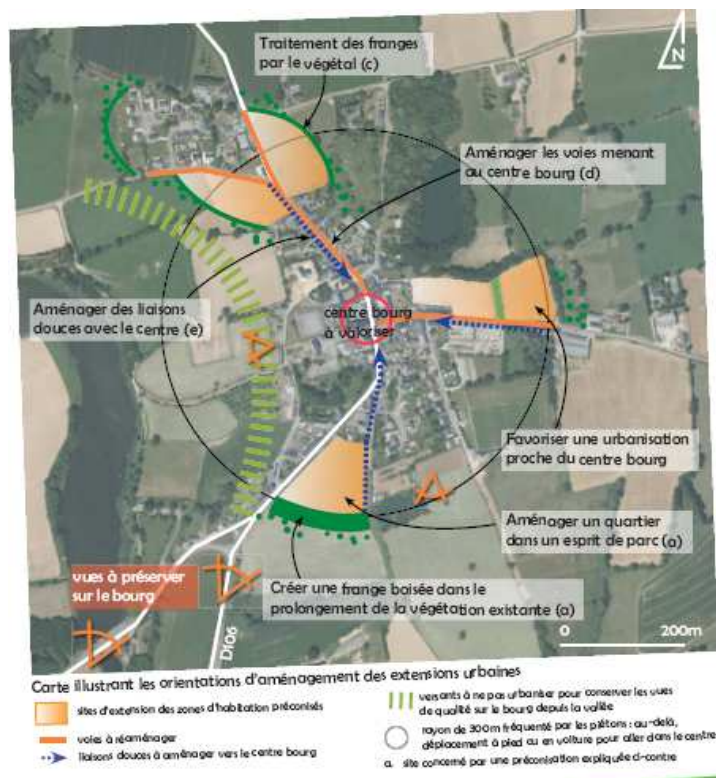 Traitement des franges
par le végétal (c)
N
Aménager les voies menant
au centre bourg (d)
Aménager des liaisons
douces avec le centre (e)
centre bourg
à valoriser
Favoriser une urbanisation
proche du centre bourg
Aménager un quartier
dans un esprit de parc (a)
vues à préserver
sur le bourg
Créer une frange boisée dans le
prolongement de la végétation existante (a)
D106
0 200m
Carte illustrant les orientations d'aménagement des extensions urbaines
sites d'extension des zones d'habitation préconisés
voies à réaménager
liaisons douces à aménager vers le centre bourg
versants à ne pas urbaniser pour conserver les vues
de qualité sur le bourg depuis la vallée
rayon de 300m fréquenté par les piétons : au-delà,
déplacement à pied ou en voiture pour aller dans le centre
a. site concerné par une préconisation expliquée ci-contre